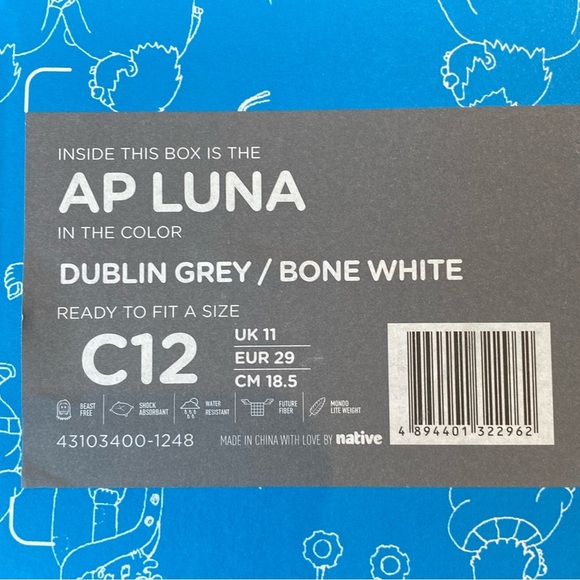 INSIDE THIS BOX IS THE
AP LUNA
IN THE COLOR
DUBLIN GREY / BONE WHITE
READY TO FIT A SIZE
C12
UK 11
EUR 29
CM 18.5
BEAST FREE
SHOCK ABSORBANT
WATER RESISTANT
FUTURE FIBER
MONDO LITE WEIGHT
43103400-1248
MADE IN CHINA WITH LOVE BY native
4 894401 322962